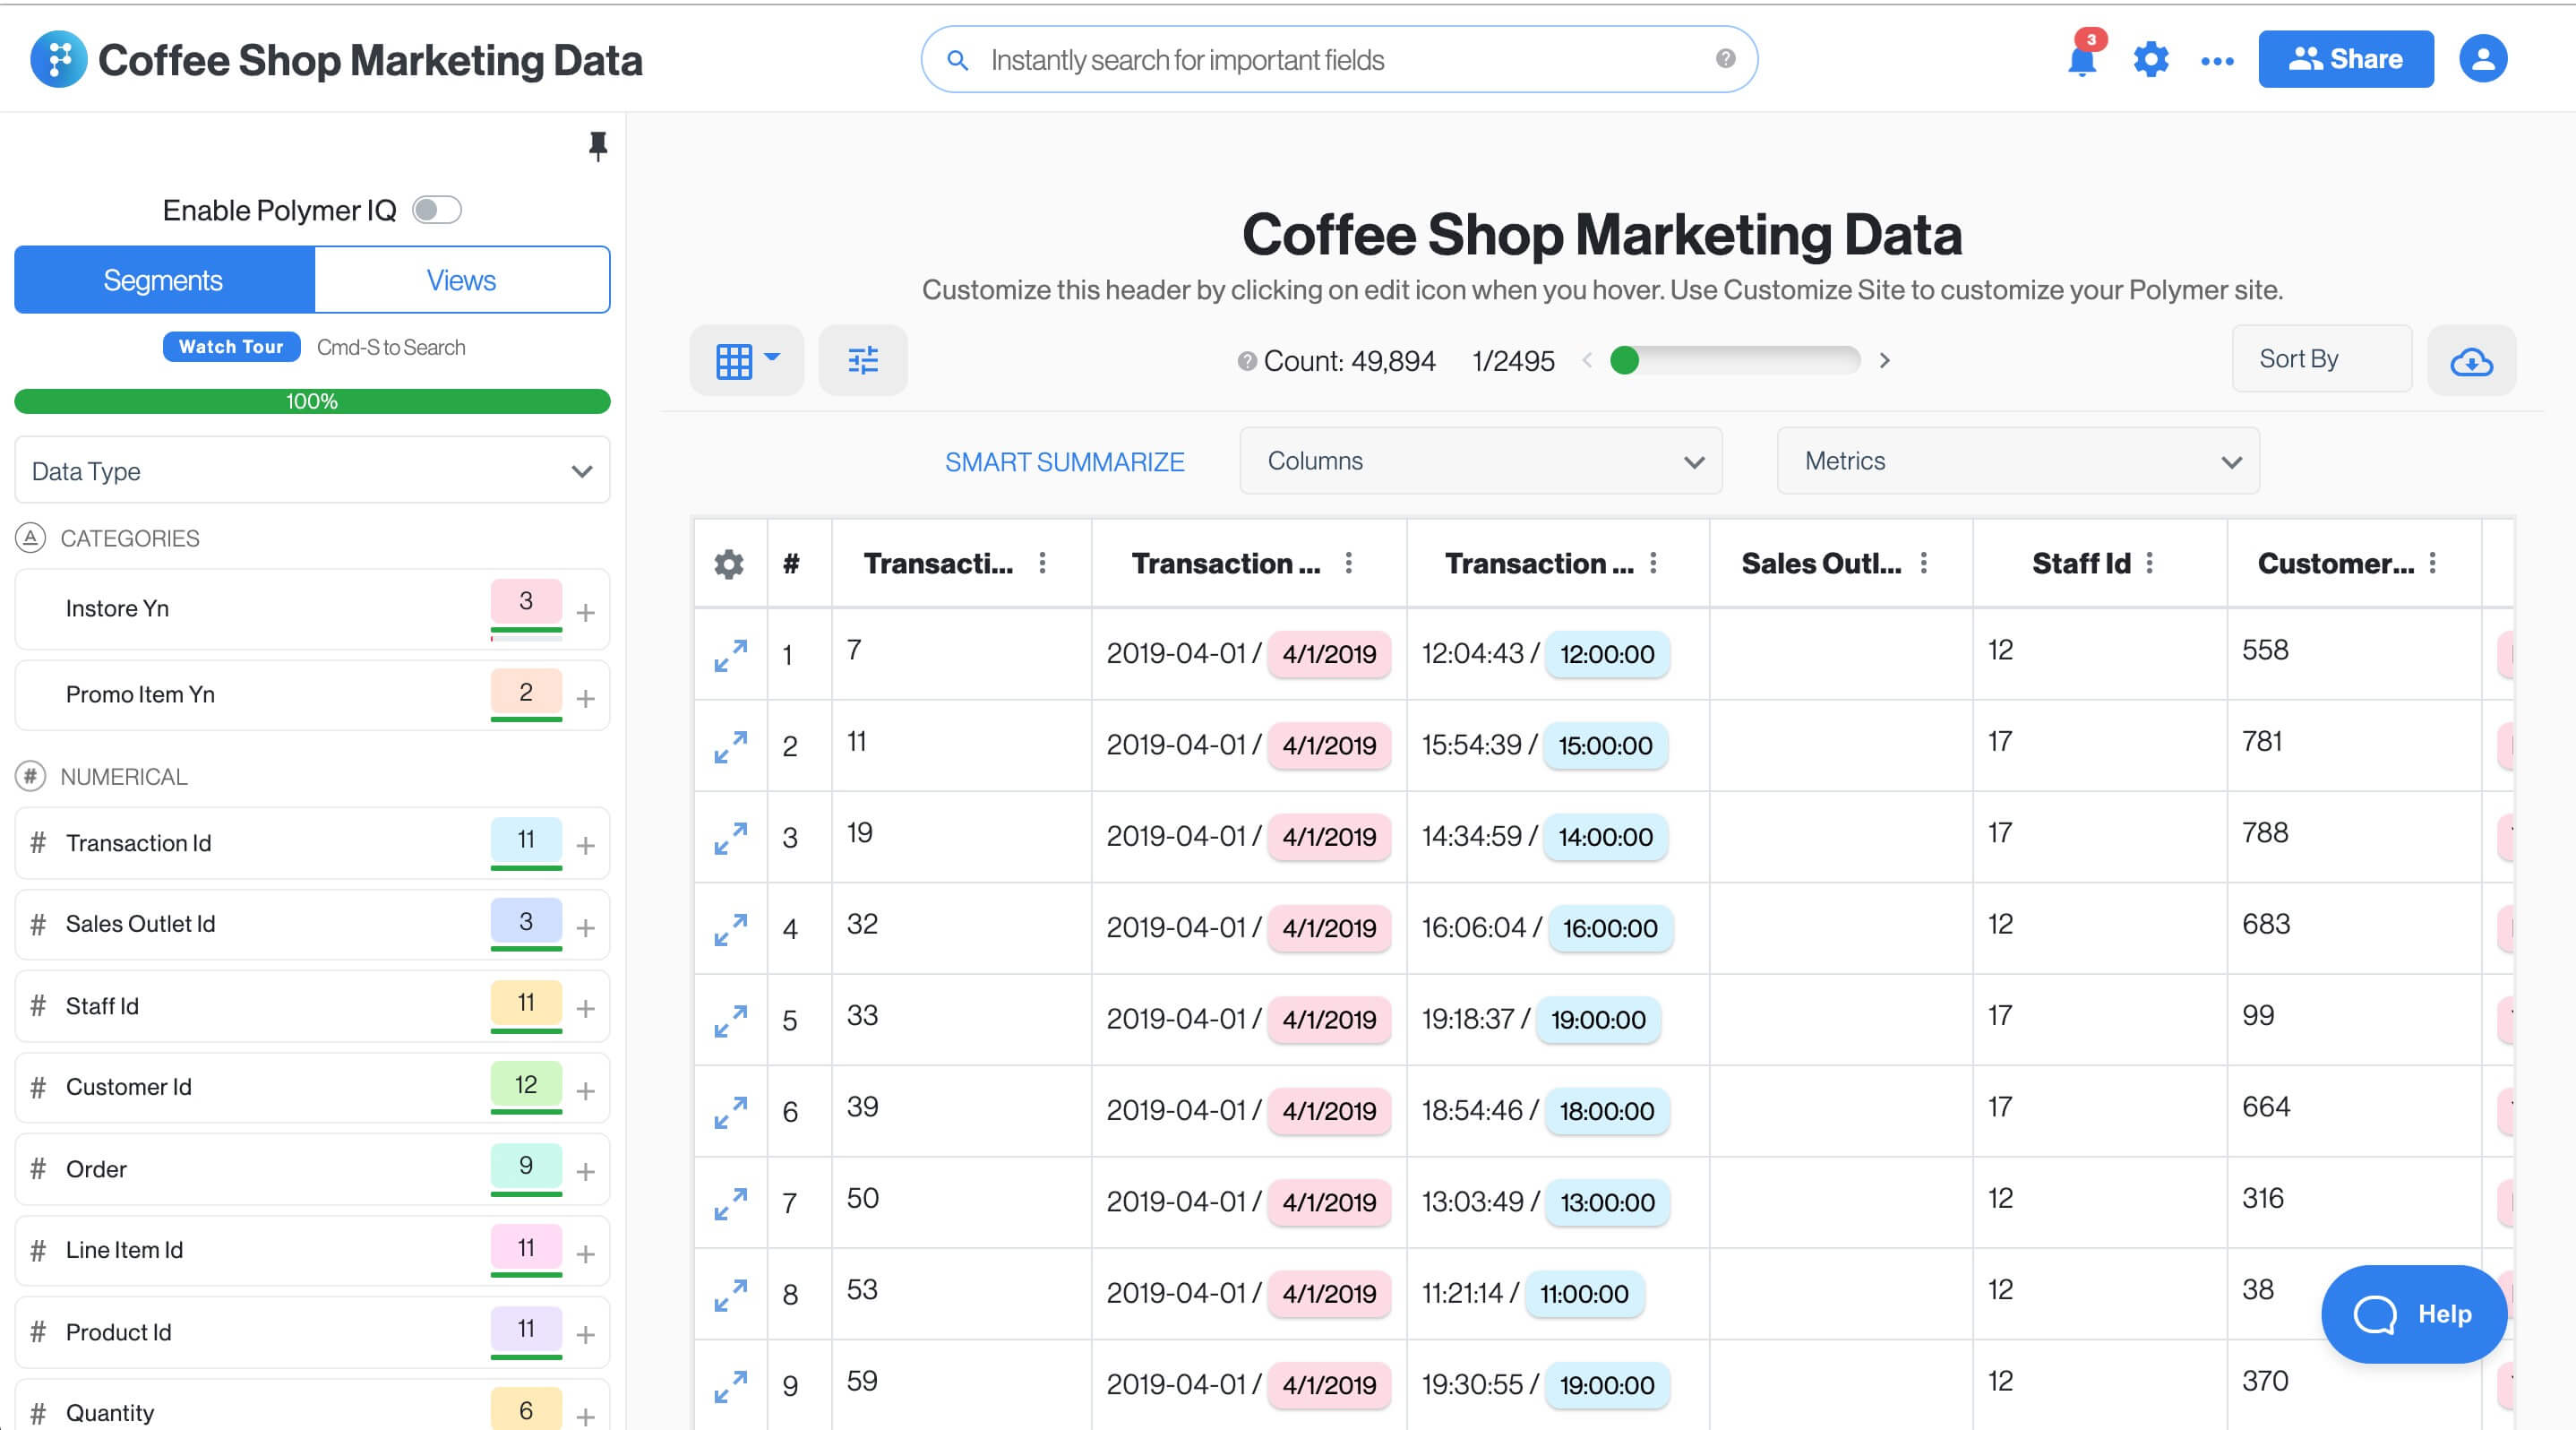 Coffee Shop Marketing Data
Instantly search for important fields
?
3
Share
Enable Polymer IQ
Segments
Views
Watch Tour
Cmd-S to Search
100%
Data Type
A CATEGORIES
Instore Yn 3 +
Promo Item Yn 2 +
# NUMERICAL
# Transaction Id 11 +
# Sales Outlet Id 3 +
# Staff Id 11 +
# Customer Id 12 +
# Order 9 +
# Line Item Id 11 +
# Product Id 11 +
# Quantity 6 +
Coffee Shop Marketing Data
Customize this header by clicking on edit icon when you hover. Use Customize Site to customize your Polymer site.
? Count: 49,894 1/2495
Sort By
SMART SUMMARIZE Columns Metrics
# Transacti... Transaction ... Transaction ... Sales Outl... Staff Id Customer...
1 7 2019-04-01 / 4/1/2019 12:04:43 / 12:00:00 12 558
2 11 2019-04-01 / 4/1/2019 15:54:39 / 15:00:00 17 781
3 19 2019-04-01 / 4/1/2019 14:34:59 / 14:00:00 17 788
4 32 2019-04-01 / 4/1/2019 16:06:04 / 16:00:00 12 683
5 33 2019-04-01 / 4/1/2019 19:18:37 / 19:00:00 17 99
6 39 2019-04-01 / 4/1/2019 18:54:46 / 18:00:00 17 664
7 50 2019-04-01 / 4/1/2019 13:03:49 / 13:00:00 12 316
8 53 2019-04-01 / 4/1/2019 11:21:14 / 11:00:00 12 38
9 59 2019-04-01 / 4/1/2019 19:30:55 / 19:00:00 12 370
Help